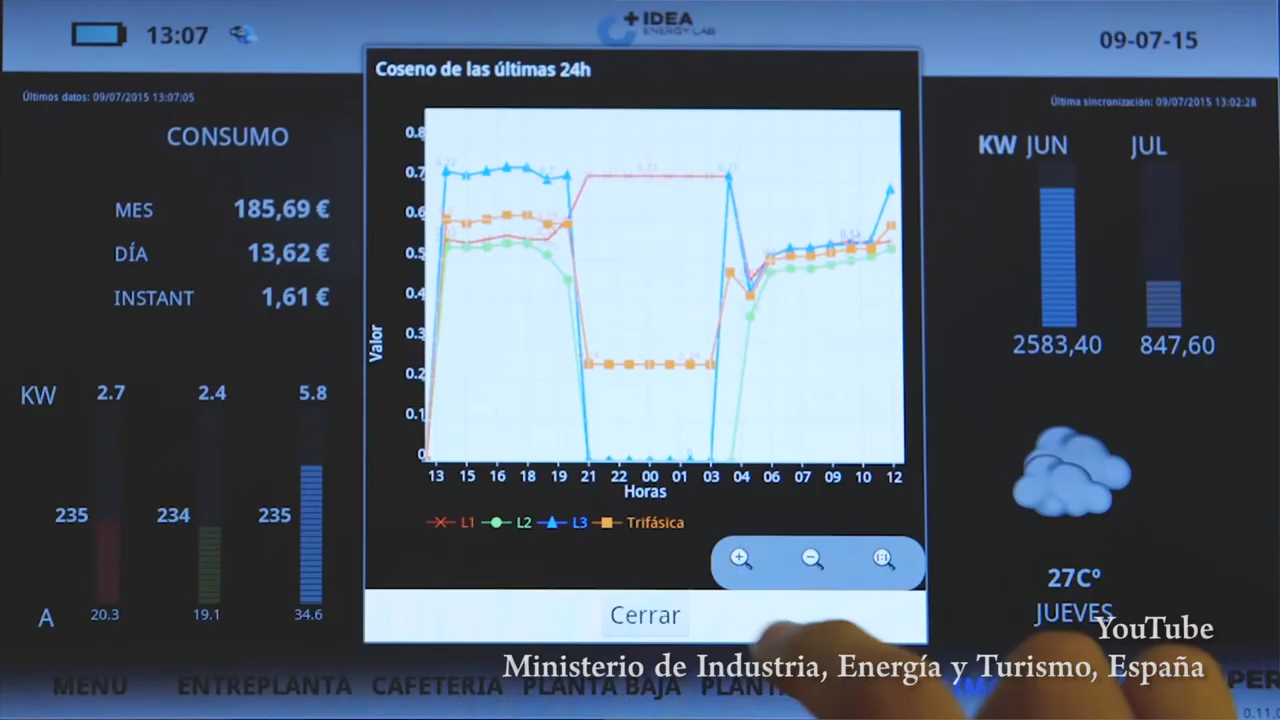 13:07
+ IDEA
ENERGY LAB
09-07-15
Últimos datos: 09/07/2015 13:07:05
Última sincronización: 09/07/2015 13:02:28
CONSUMO
MES 185,69 €
DÍA 13,62 €
INSTANT 1,61 €
KW 2.7 2.4 5.8
235 234 235
A 20.3 19.1 34.6
Coseno de las últimas 24h
Valor
0.8
0.7
0.6
0.5
0.4
0.3
0.2
0.1
0
13 15 16 18 19 21 22 00 01 03 04 06 07 09 10 12
Horas
L1 L2 L3 Trifásica
1:1
Cerrar
KW JUN JUL
2583,40 847,60
27Cº
JUEVES
YouTube
Ministerio de Industria, Energía y Turismo, España
MENU ENTREPLANTA CAFETERIA PLANTA BAJA